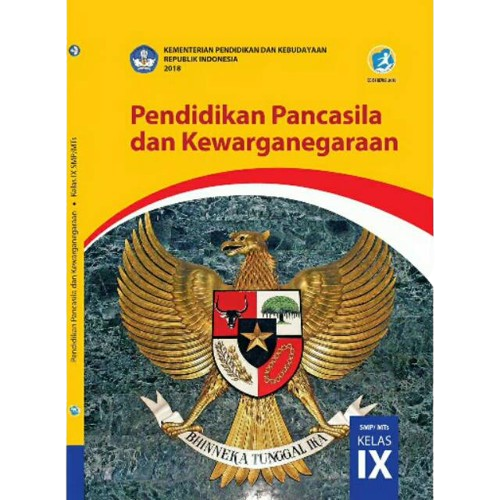 KEMENTERIAN PENDIDIKAN DAN KEBUDAYAAN
REPUBLIK INDONESIA
2018
Pendidikan Pancasila
dan Kewarganegaraan
Pendidikan Pancasila dan Kewarganegaraan • Kelas IX SMP/MTs
BHINNEKA TUNGGAL IKA
SMP/ MTs
KELAS
IX